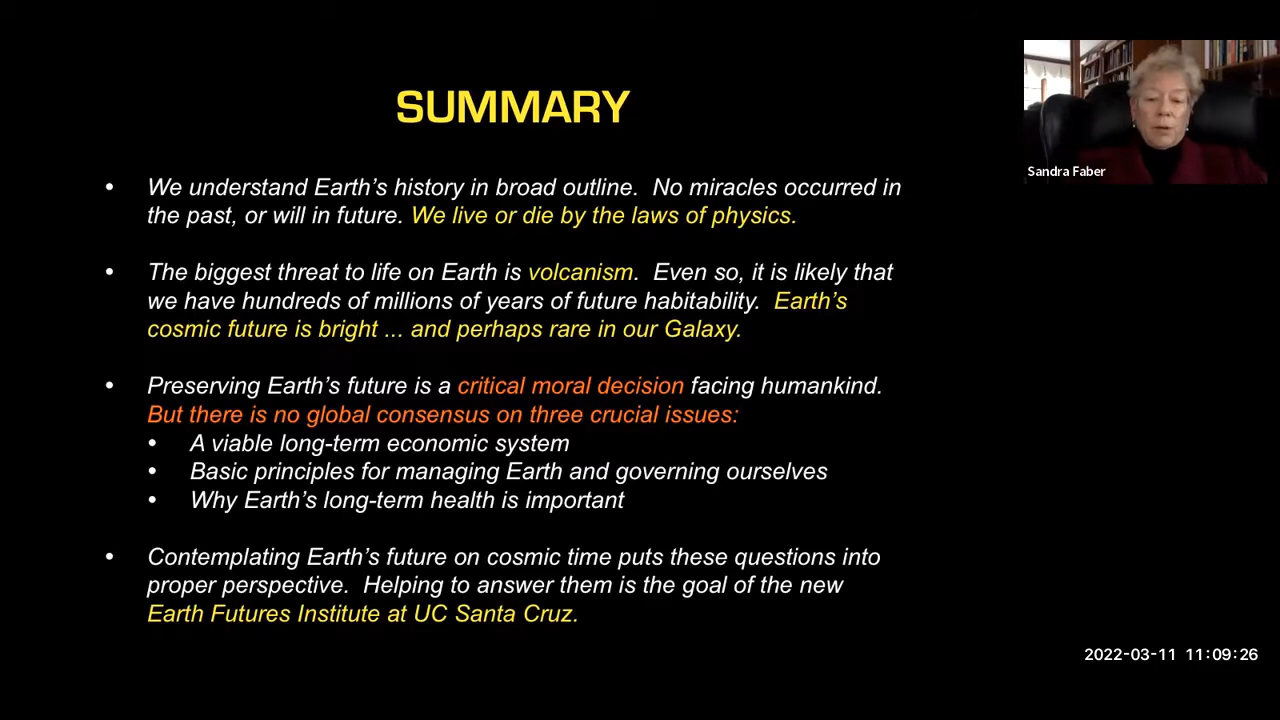 SUMMARY
Sandra Faber
• We understand Earth's history in broad outline.  No miracles occurred in
the past, or will in future. We live or die by the laws of physics.
• The biggest threat to life on Earth is volcanism.  Even so, it is likely that
we have hundreds of millions of years of future habitability.  Earth's
cosmic future is bright ... and perhaps rare in our Galaxy.
• Preserving Earth's future is a critical moral decision facing humankind.
But there is no global consensus on three crucial issues:
• A viable long-term economic system
• Basic principles for managing Earth and governing ourselves
• Why Earth's long-term health is important
• Contemplating Earth's future on cosmic time puts these questions into
proper perspective.  Helping to answer them is the goal of the new
Earth Futures Institute at UC Santa Cruz.
2022-03-11 11:09:26